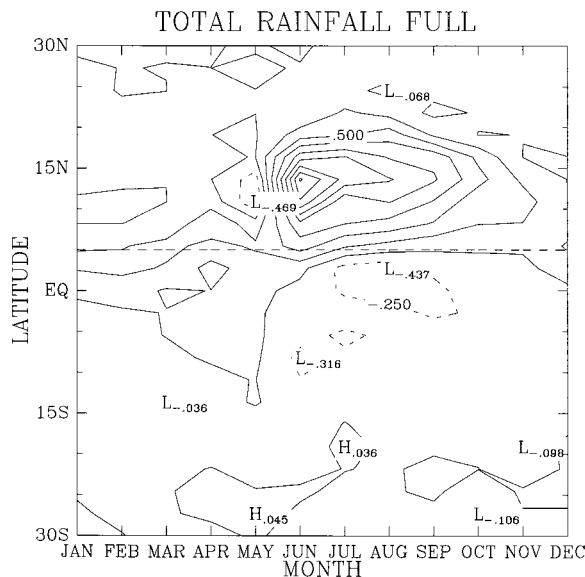 TOTAL RAINFALL FULL
30N
L -.068
.500
15N
L -.469
L -.437
EQ
-.250
L -.316
L -.036
15S
H .036
L -.098
H .045
L -.106
30S
LATITUDE
JAN FEB MAR APR MAY JUN JUL AUG SEP OCT NOV DEC
MONTH